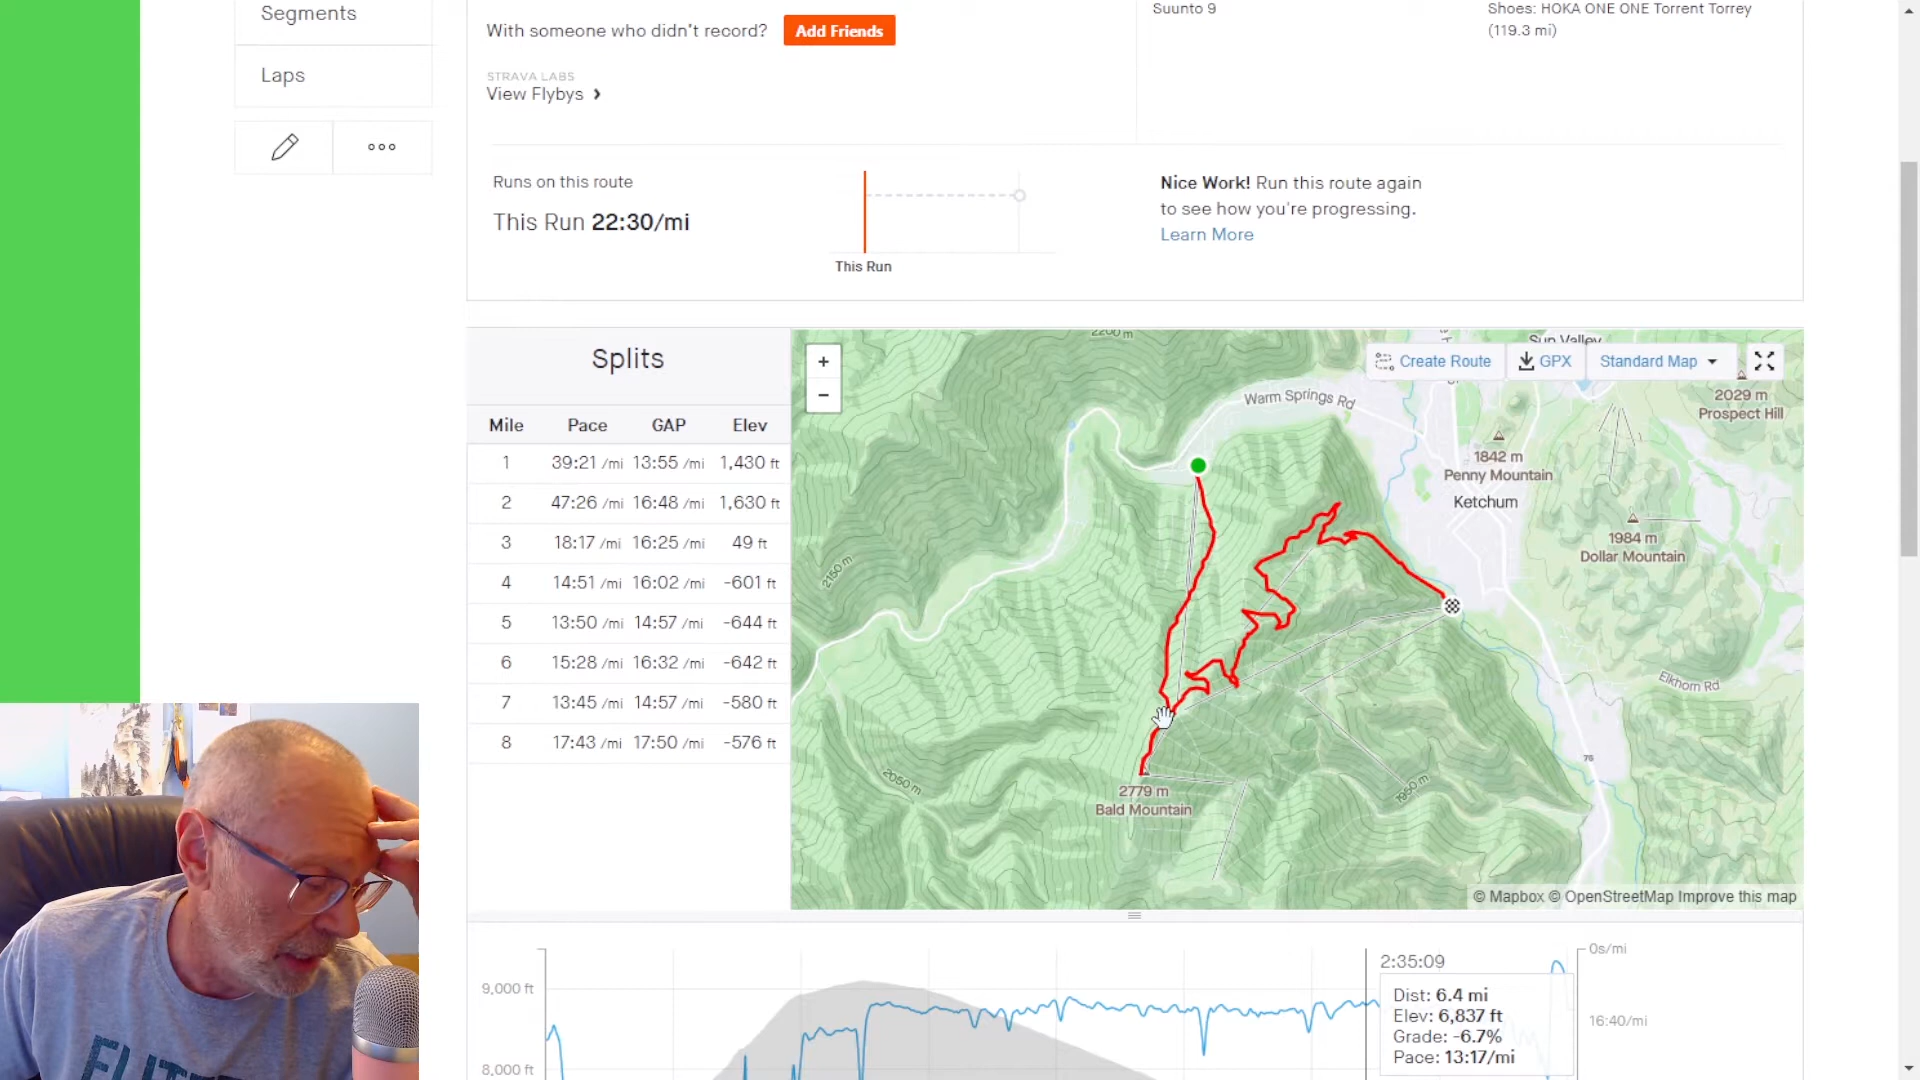 Segments
Laps
With someone who didn't record? Add Friends
STRAVA LABS
View Flybys
Suunto 9
Shoes: HOKA ONE ONE Torrent Torrey
(119.3 mi)
Runs on this route
This Run 22:30/mi
This Run
Nice Work! Run this route again
to see how you're progressing.
Learn More
Splits
Mile Pace GAP Elev
1 39:21 /mi 13:55 /mi 1,430 ft
2 47:26 /mi 16:48 /mi 1,630 ft
3 18:17 /mi 16:25 /mi 49 ft
4 14:51 /mi 16:02 /mi -601 ft
5 13:50 /mi 14:57 /mi -644 ft
6 15:28 /mi 16:32 /mi -642 ft
7 13:45 /mi 14:57 /mi -580 ft
8 17:43 /mi 17:50 /mi -576 ft
+
−
2200 m
Sun Valley
Create Route
GPX
Standard Map
Warm Springs Rd
2029 m
Prospect Hill
1842 m
Penny Mountain
Ketchum
1984 m
Dollar Mountain
2150 m
Elkhorn Rd
75
2050 m
1950 m
2779 m
Bald Mountain
© Mapbox © OpenStreetMap Improve this map
9,000 ft
8,000 ft
2:35:09
Dist: 6.4 mi
Elev: 6,837 ft
Grade: -6.7%
Pace: 13:17/mi
0s/mi
16:40/mi